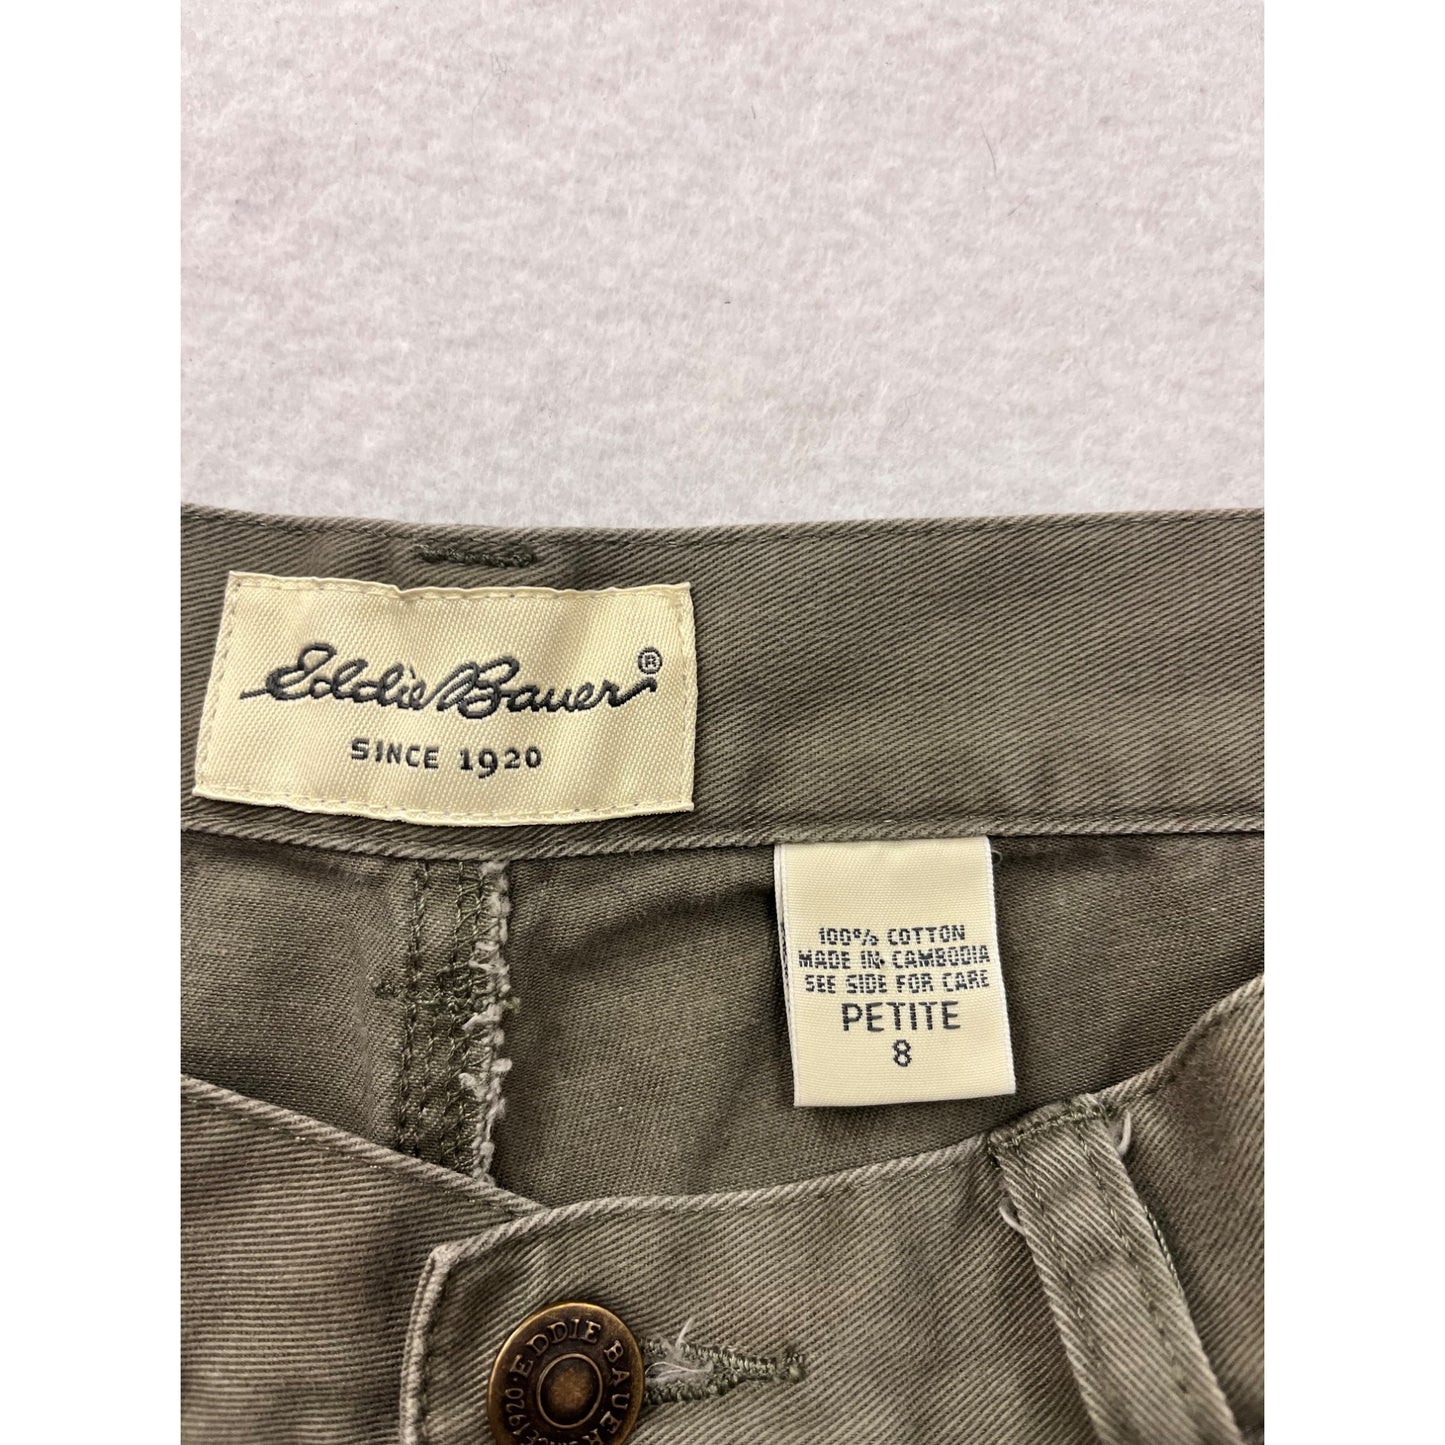 Eddie Bauer®
SINCE 1920
100% COTTON
MADE IN CAMBODIA
SEE SIDE FOR CARE
PETITE
8
EDDIE BAUER
1920